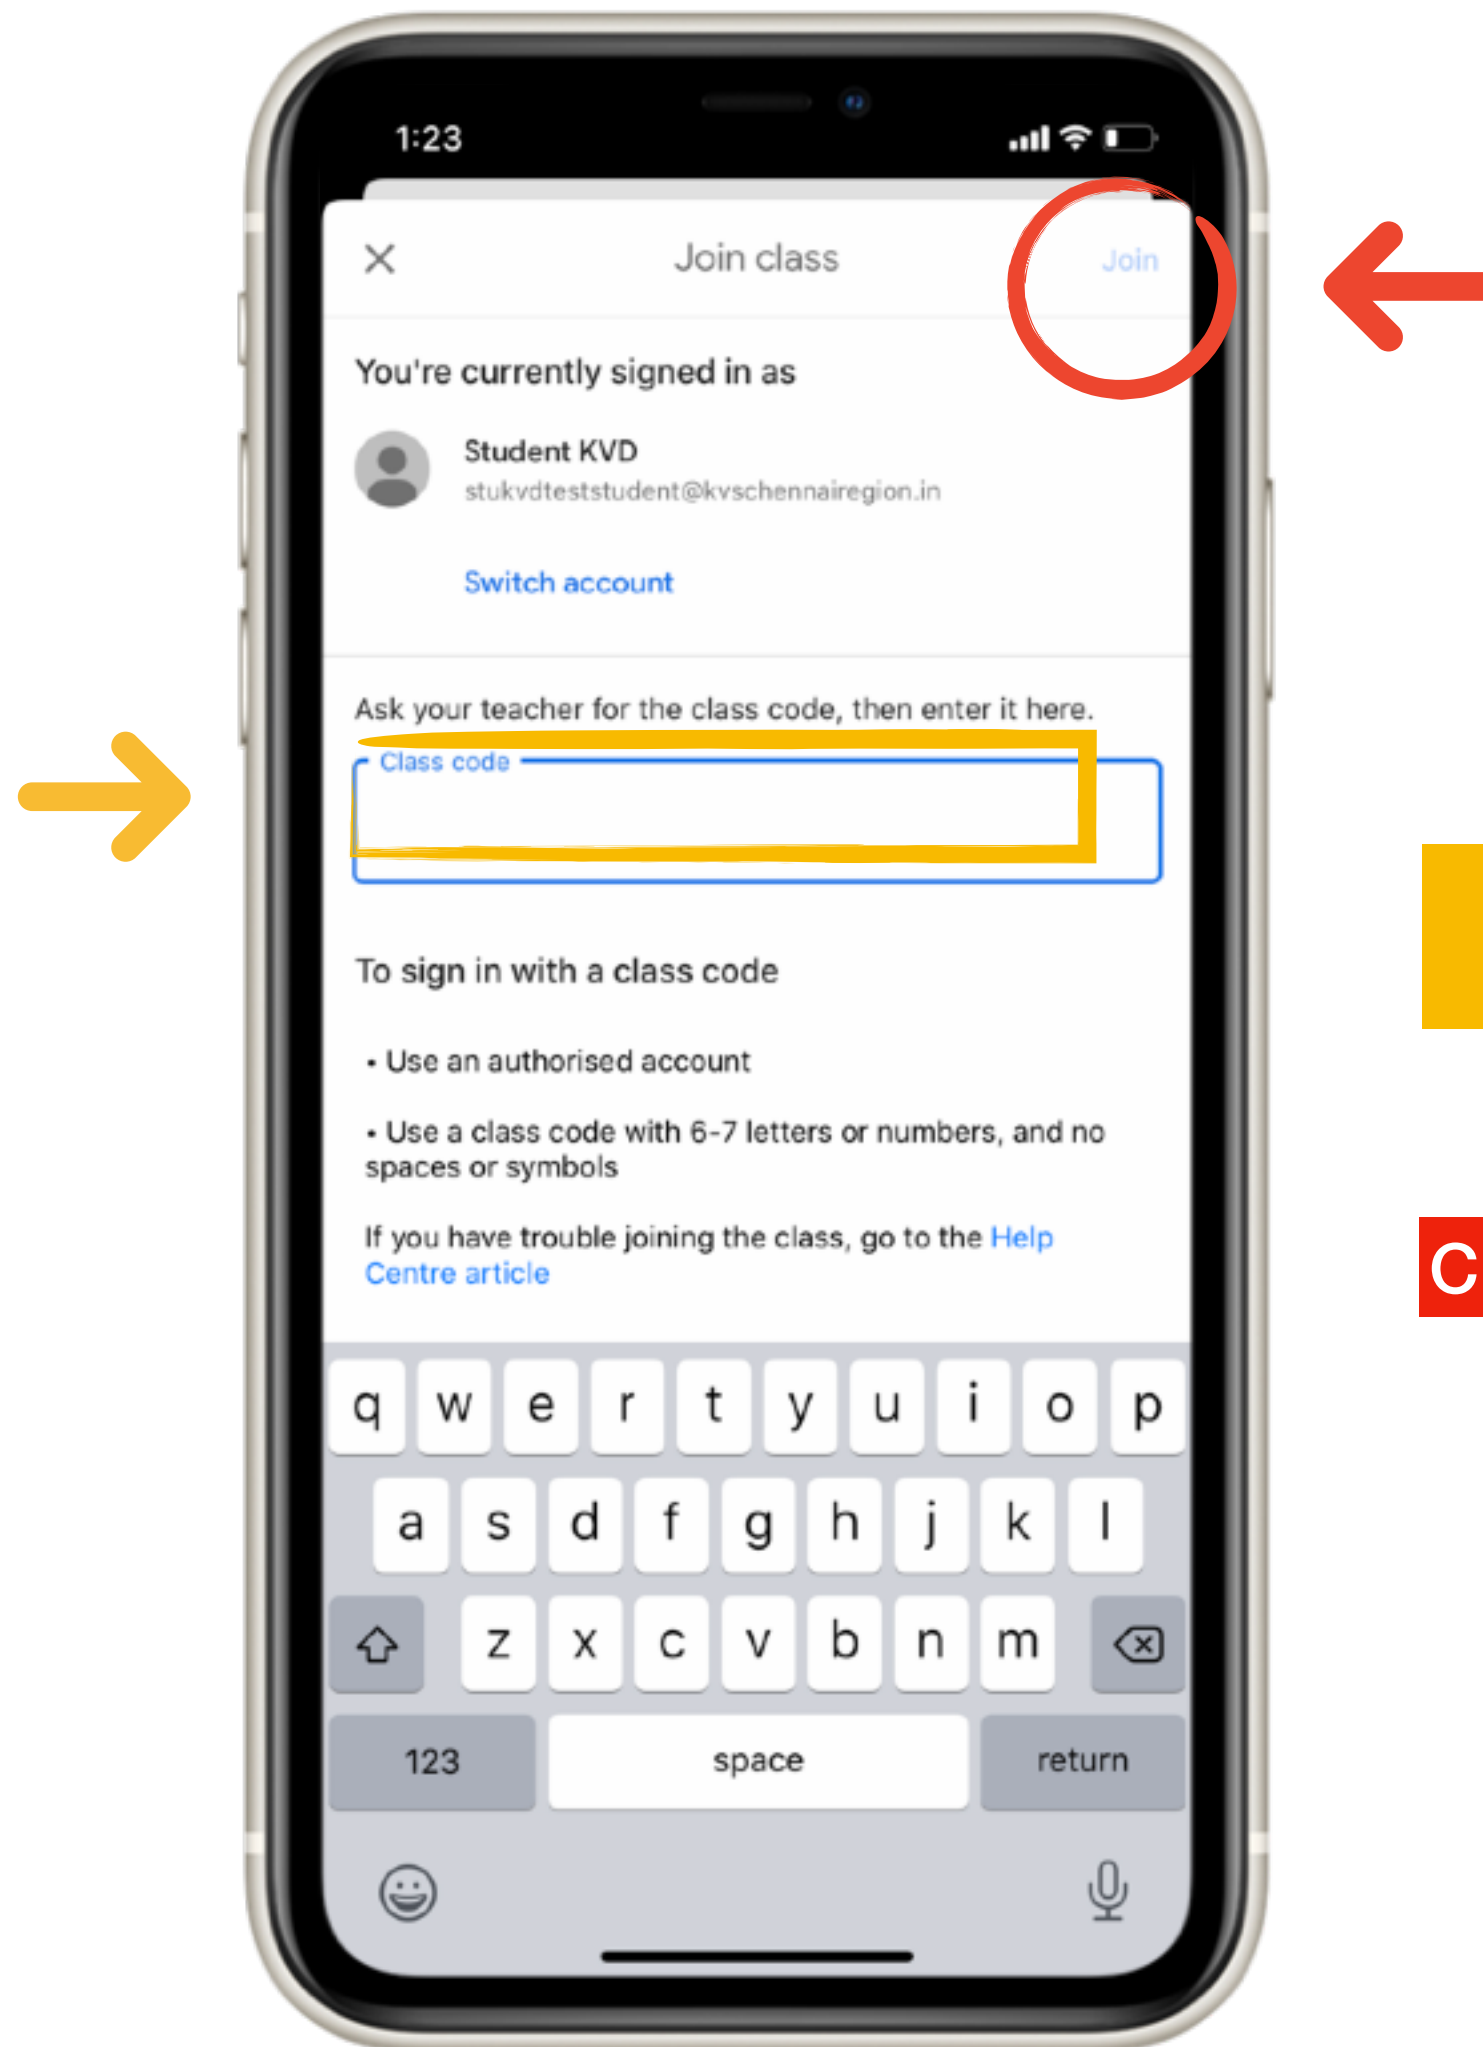 1:23
Join class
Join
You're currently signed in as
Student KVD
stukvdteststudent@kvschennairegion.in
Switch account
Ask your teacher for the class code, then enter it here.
Class code
To sign in with a class code
• Use an authorised account
• Use a class code with 6-7 letters or numbers, and no
spaces or symbols
If you have trouble joining the class, go to the Help
Centre article
C
q w e r t y u i o p
a s d f g h j k l
z x c v b n m
123 space return